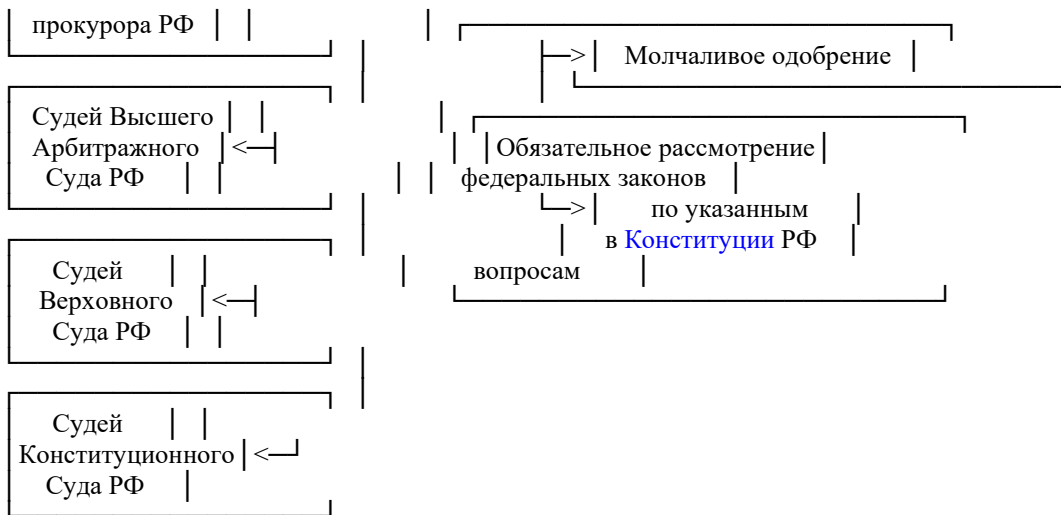 прокурора РФ
Молчаливое одобрение
Судей Высшего
Арбитражного Обязательное рассмотрение
Суда РФ федеральных законов
по указанным
в Конституции РФ
Судей вопросам
Верховного
Суда РФ
Судей
Конституционного
Суда РФ